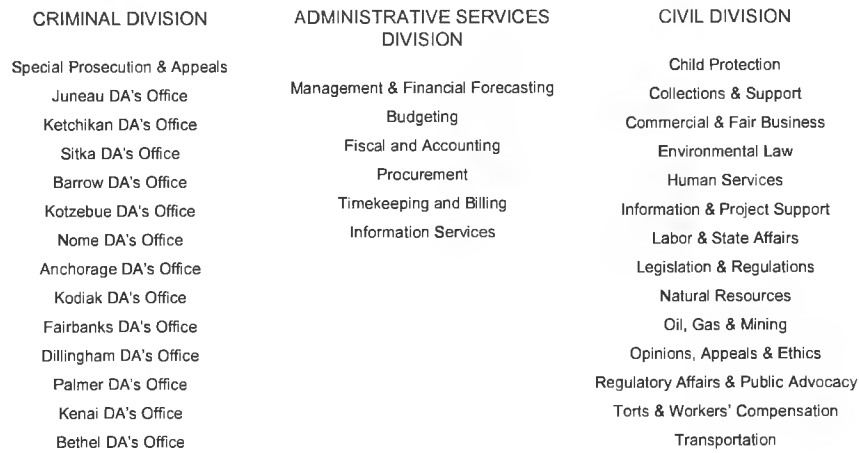 CRIMINAL DIVISION
Special Prosecution & Appeals
Juneau DA's Office
Ketchikan DA's Office
Sitka DA's Office
Barrow DA's Office
Kotzebue DA's Office
Nome DA's Office
Anchorage DA's Office
Kodiak DA's Office
Fairbanks DA's Office
Dillingham DA's Office
Palmer DA's Office
Kenai DA's Office
Bethel DA's Office
ADMINISTRATIVE SERVICES
DIVISION
Management & Financial Forecasting
Budgeting
Fiscal and Accounting
Procurement
Timekeeping and Billing
Information Services
CIVIL DIVISION
Child Protection
Collections & Support
Commercial & Fair Business
Environmental Law
Human Services
Information & Project Support
Labor & State Affairs
Legislation & Regulations
Natural Resources
Oil, Gas & Mining
Opinions, Appeals & Ethics
Regulatory Affairs & Public Advocacy
Torts & Workers' Compensation
Transportation